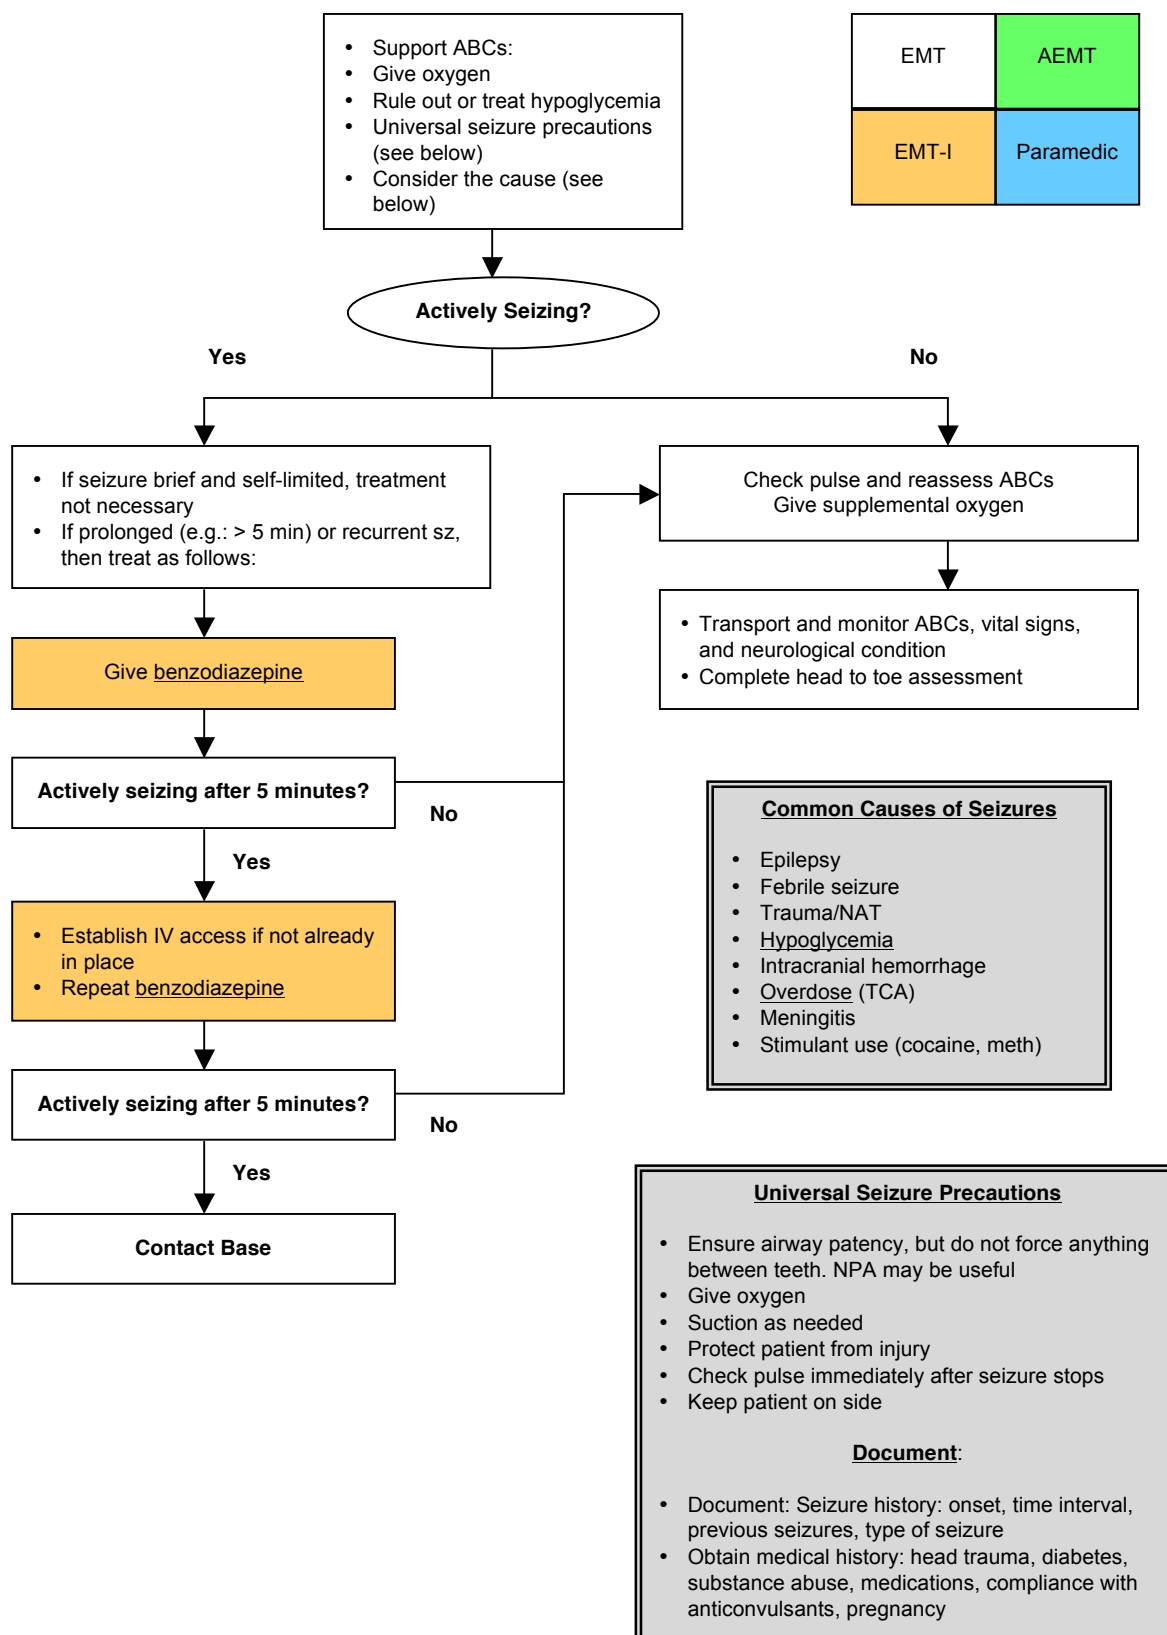 • Support ABCs:
• Give oxygen
• Rule out or treat hypoglycemia
• Universal seizure precautions
(see below)
• Consider the cause (see
below)
EMT
AEMT
EMT-I
Paramedic
Actively Seizing?
Yes
No
• If seizure brief and self-limited, treatment
not necessary
• If prolonged (e.g.: > 5 min) or recurrent sz,
then treat as follows:
Check pulse and reassess ABCs
Give supplemental oxygen
• Transport and monitor ABCs, vital signs,
and neurological condition
• Complete head to toe assessment
Give benzodiazepine
Actively seizing after 5 minutes?
No
Yes
• Establish IV access if not already
in place
• Repeat benzodiazepine
Actively seizing after 5 minutes?
No
Yes
Contact Base
Common Causes of Seizures
• Epilepsy
• Febrile seizure
• Trauma/NAT
• Hypoglycemia
• Intracranial hemorrhage
• Overdose (TCA)
• Meningitis
• Stimulant use (cocaine, meth)
Universal Seizure Precautions
• Ensure airway patency, but do not force anything
between teeth. NPA may be useful
• Give oxygen
• Suction as needed
• Protect patient from injury
• Check pulse immediately after seizure stops
• Keep patient on side
Document:
• Document: Seizure history: onset, time interval,
previous seizures, type of seizure
• Obtain medical history: head trauma, diabetes,
substance abuse, medications, compliance with
anticonvulsants, pregnancy